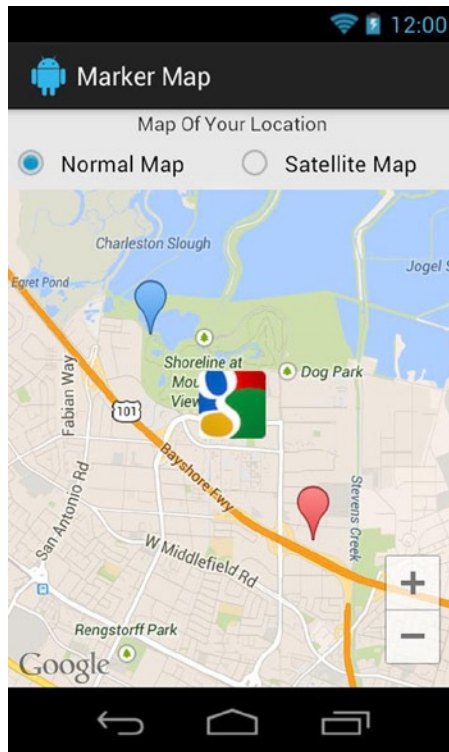 12:00
Marker Map
Map Of Your Location
Normal Map
Satellite Map
Charleston Slough
Jogel S
Egret Pond
Shoreline at
Mou
View
Dog Park
101
Fabian Way
Bayshore Fwy
San Antonio Rd
Stevens Creek
W Middlefield Rd
+
−
Rengstorff Park
Google